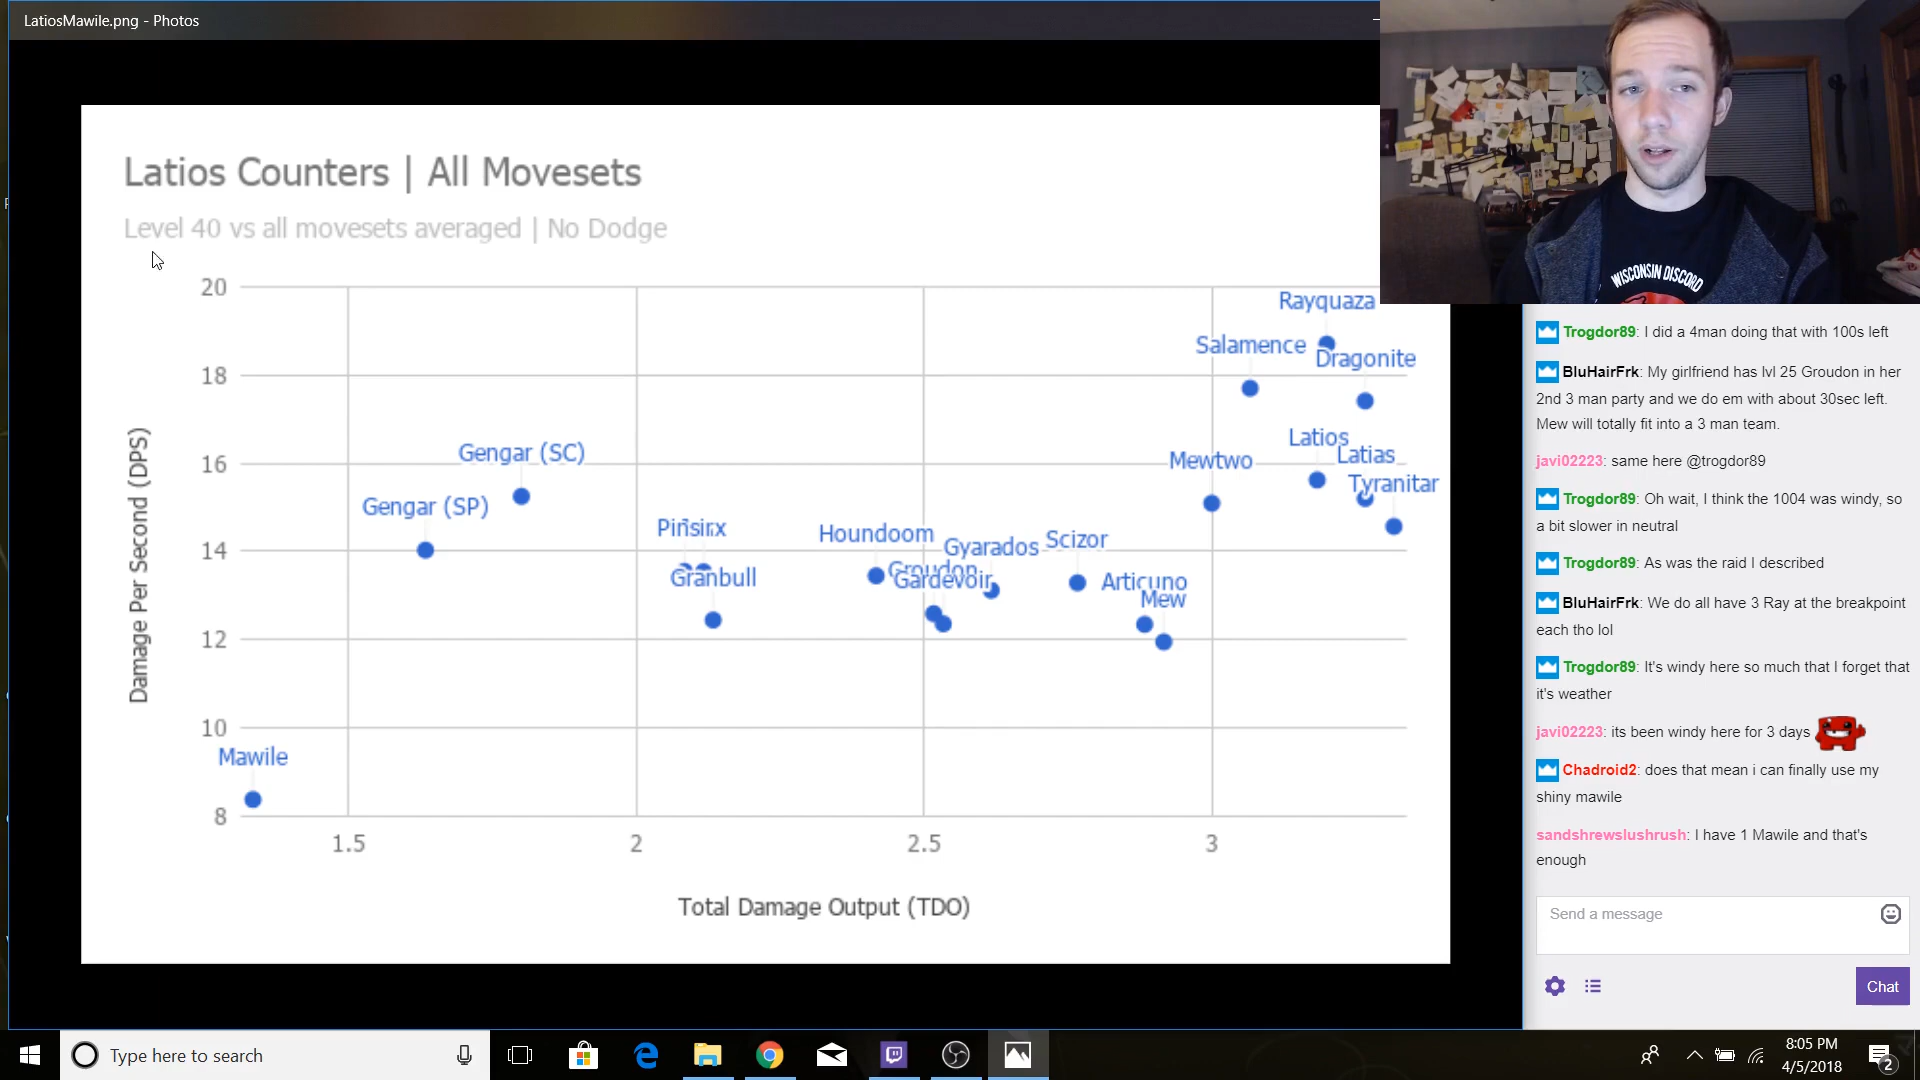 LatiosMawile.png - Photos
Latios Counters | All Movesets
Level 40 vs all movesets averaged | No Dodge
20
18
16
14
12
10
8
Damage Per Second (DPS)
1.5
2
2.5
3
Total Damage Output (TDO)
Rayquaza
Salamence
Dragonite
Latios
Latias
Mewtwo
Tyranitar
Gengar (SC)
Gengar (SP)
Granbull
Houndoom
Groudon
Gardevoir
Gyarados
Scizor
Articuno
Mew
Mawile
WISCONSIN DISCORD
Trogdor89: I did a 4man doing that with 100s left
BluHairFrk: My girlfriend has lvl 25 Groudon in her
2nd 3 man party and we do em with about 30sec left.
Mew will totally fit into a 3 man team.
javi02223: same here @trogdor89
Trogdor89: Oh wait, I think the 1004 was windy, so
a bit slower in neutral
Trogdor89: As was the raid I described
BluHairFrk: We do all have 3 Ray at the breakpoint
each tho lol
Trogdor89: It's windy here so much that I forget that
it's weather
javi02223: its been windy here for 3 days
Chadroid2: does that mean i can finally use my
shiny mawile
sandshrewslushrush: I have 1 Mawile and that's
enough
Send a message
Chat
Type here to search
8:05 PM
4/5/2018
2